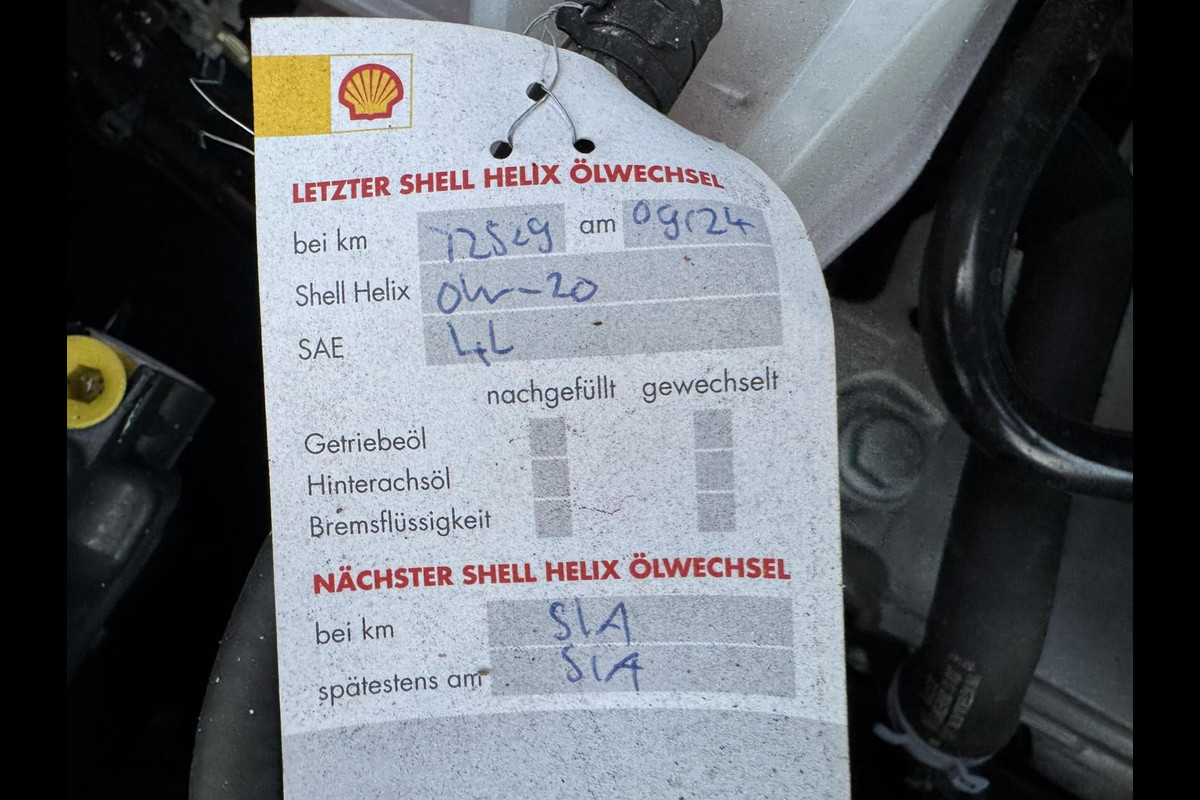 LETZTER SHELL HELIX ÖLWECHSEL
bei km 12529 am 09/24
Shell Helix 0W-20
SAE 4L
nachgefüllt gewechselt
Getriebeöl
Hinterachsöl
Bremsflüssigkeit
NÄCHSTER SHELL HELIX ÖLWECHSEL
bei km SIA
spätestens am SIA